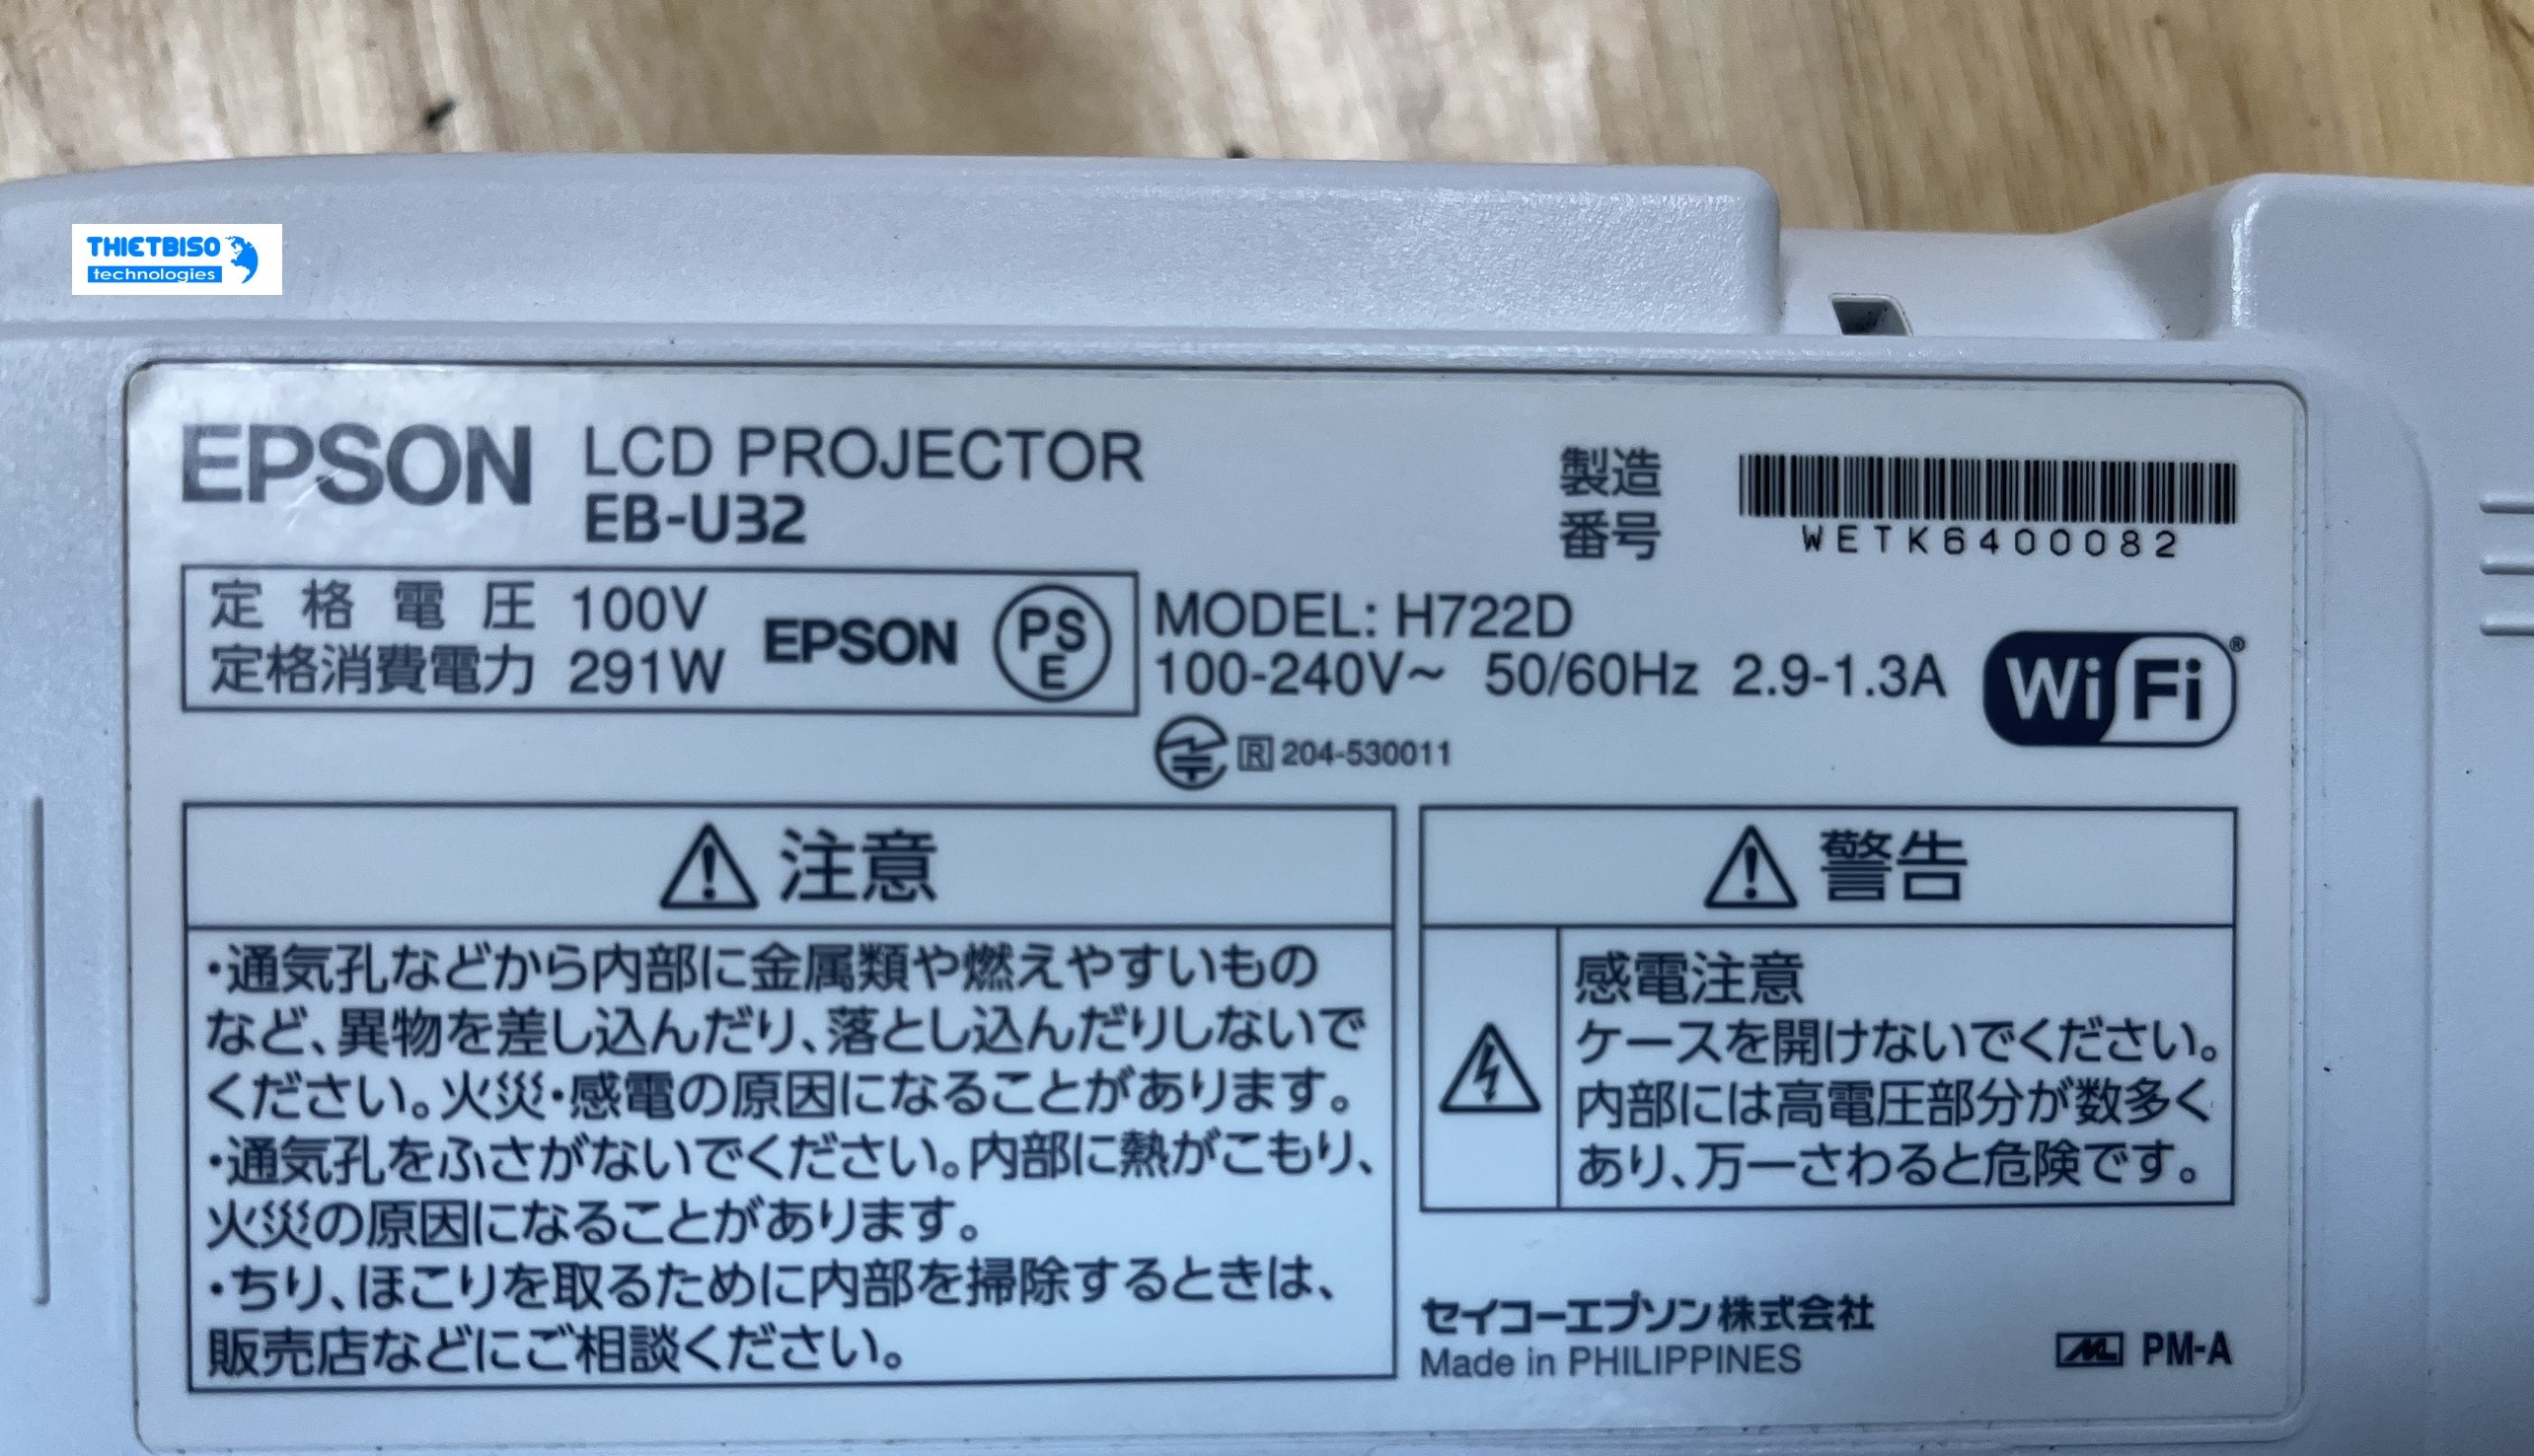 THIETBISO
technologies
EPSON
LCD PROJECTOR
EB-U32
製造
番号
WETK6400082
定格電圧 100V
定格消費電力 291W
EPSON
PS
E
MODEL: H722D
100-240V～ 50/60Hz 2.9-1.3A
Wi Fi ®
R 204-530011
注意
・通気孔などから内部に金属類や燃えやすいもの
など、異物を差し込んだり、落とし込んだりしないで
ください。火災・感電の原因になることがあります。
・通気孔をふさがないでください。内部に熱がこもり、
火災の原因になることがあります。
・ちり、ほこりを取るために内部を掃除するときは、
販売店などにご相談ください。
警告
感電注意
ケースを開けないでください。
内部には高電圧部分が数多く
あり、万一さわると危険です。
セイコーエプソン株式会社
Made in PHILIPPINES
PM-A